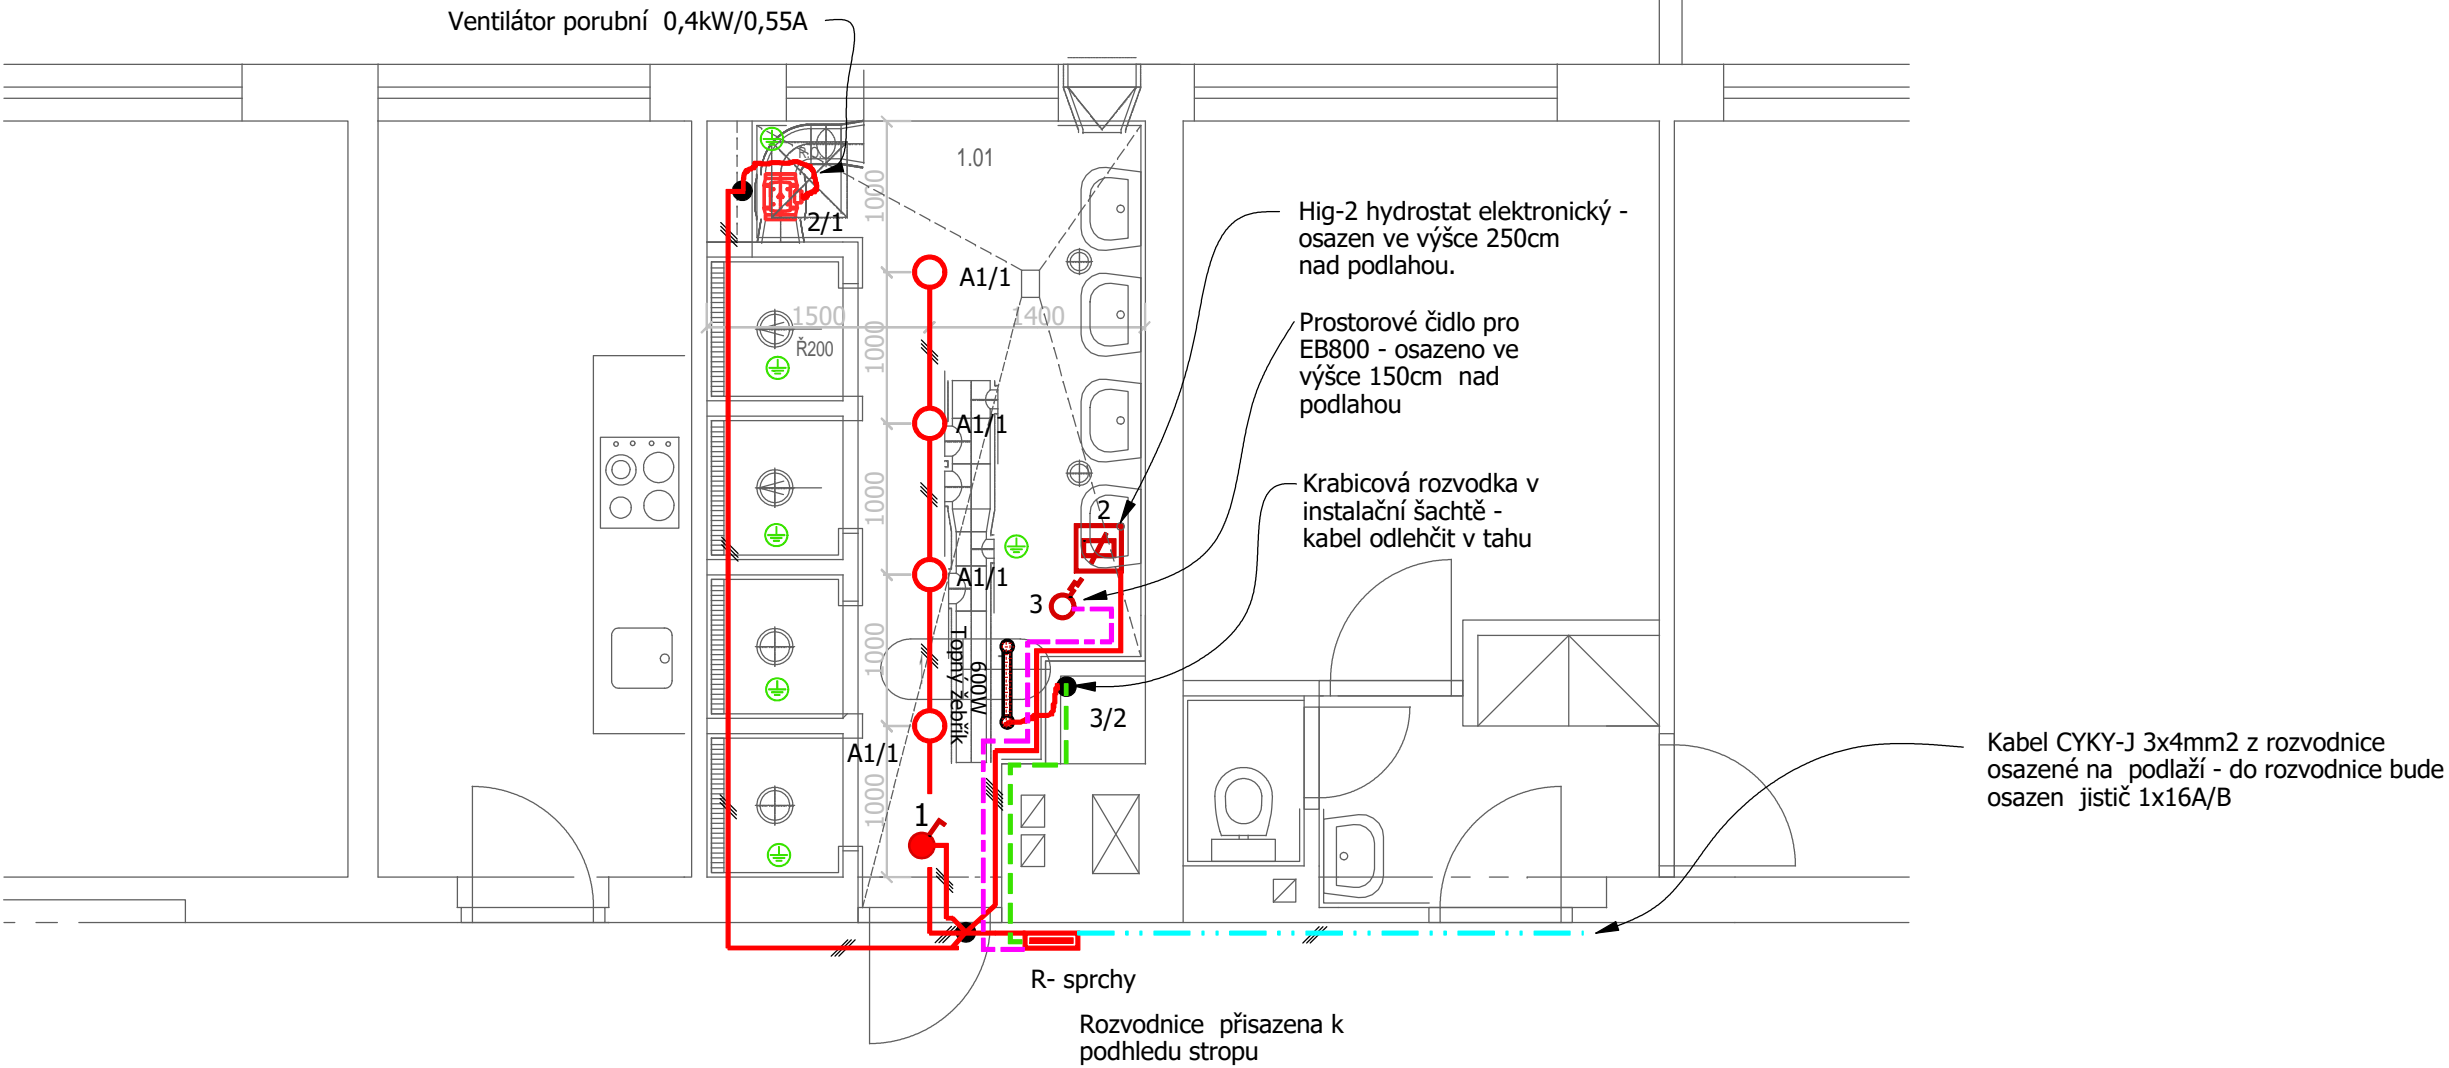 Ventilátor porubní  0,4kW/0,55A
1.01
1000
2/1
Hig-2 hydrostat elektronický -
osazen ve výšce 250cm
nad podlahou.
A1/1
1500
1400
1000
Ř200
Prostorové čidlo pro
EB800 - osazeno ve
výšce 150cm  nad
podlahou
A1/1
1000
2
Krabicová rozvodka v
instalační šachtě -
kabel odlehčit v tahu
A1/1
3
1000
Topný žebřík
600W
3/2
A1/1
1000
1
Kabel CYKY-J 3x4mm2 z rozvodnice
osazené na  podlaží - do rozvodnice bude
osazen  jistič 1x16A/B
R- sprchy
Rozvodnice  přisazena k
podhledu stropu